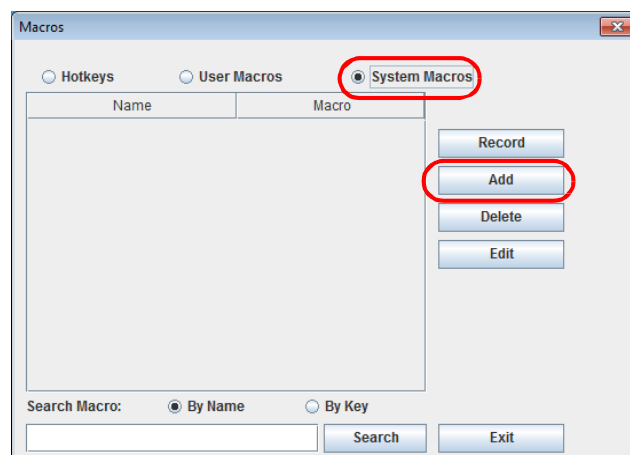 Macros
Hotkeys User Macros System Macros
Name Macro
Record
Add
Delete
Edit
Search Macro: By Name By Key
Search Exit